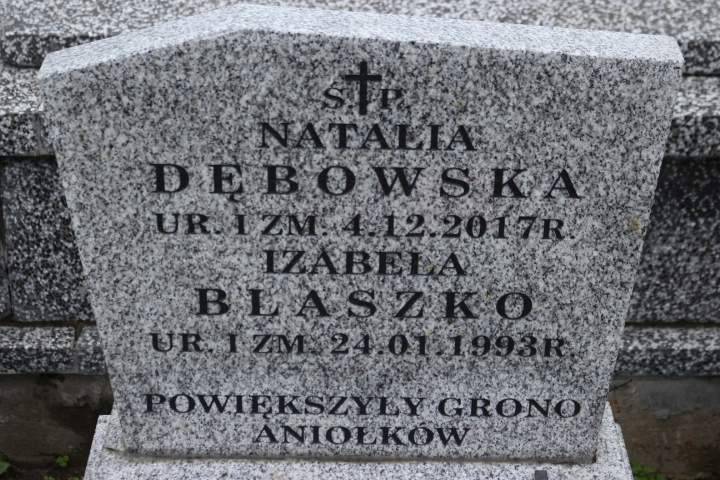 Ś. P.
NATALIA
DĘBOWSKA
UR. I ZM. 4.12.2017R.
IZABELA
BŁASZKO
UR. I ZM. 24.01.1993R.
POWIĘKSZYŁY GRONO
ANIOŁKÓW